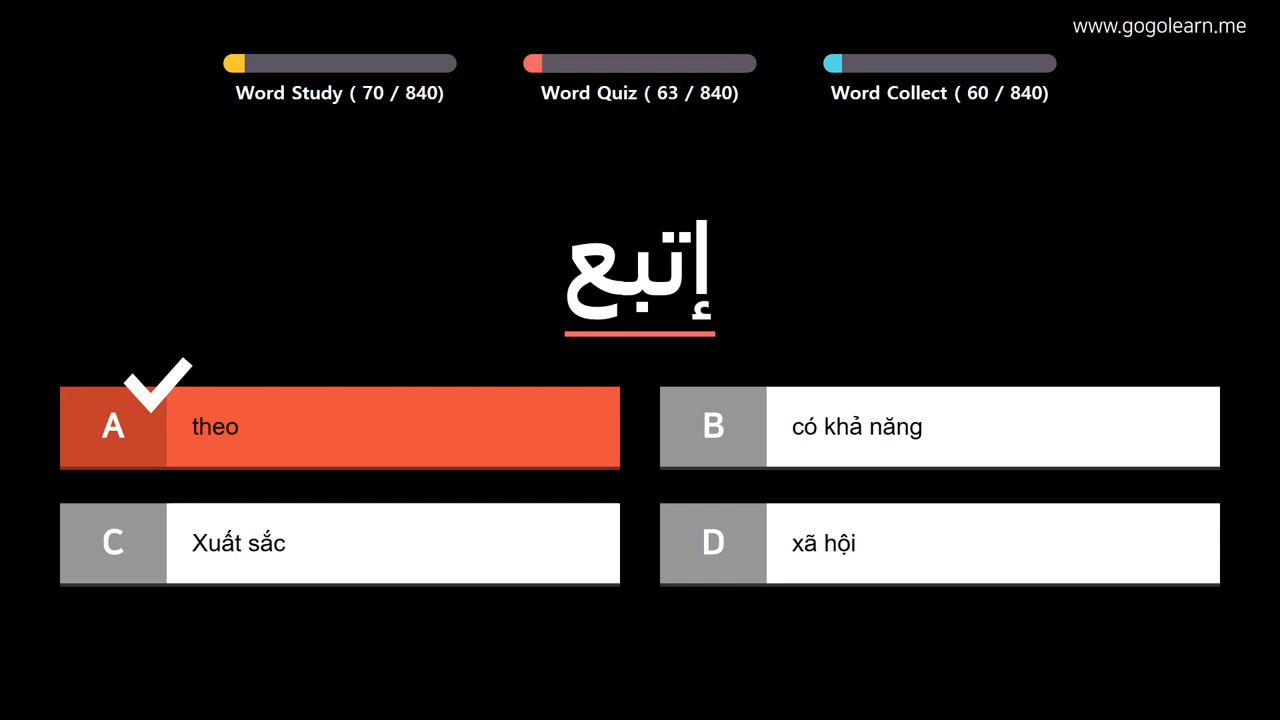 www.gogolearn.me
Word Study ( 70 / 840)
Word Quiz ( 63 / 840)
Word Collect ( 60 / 840)
إتبع
A theo
B có khả năng
C Xuất sắc
D xã hội